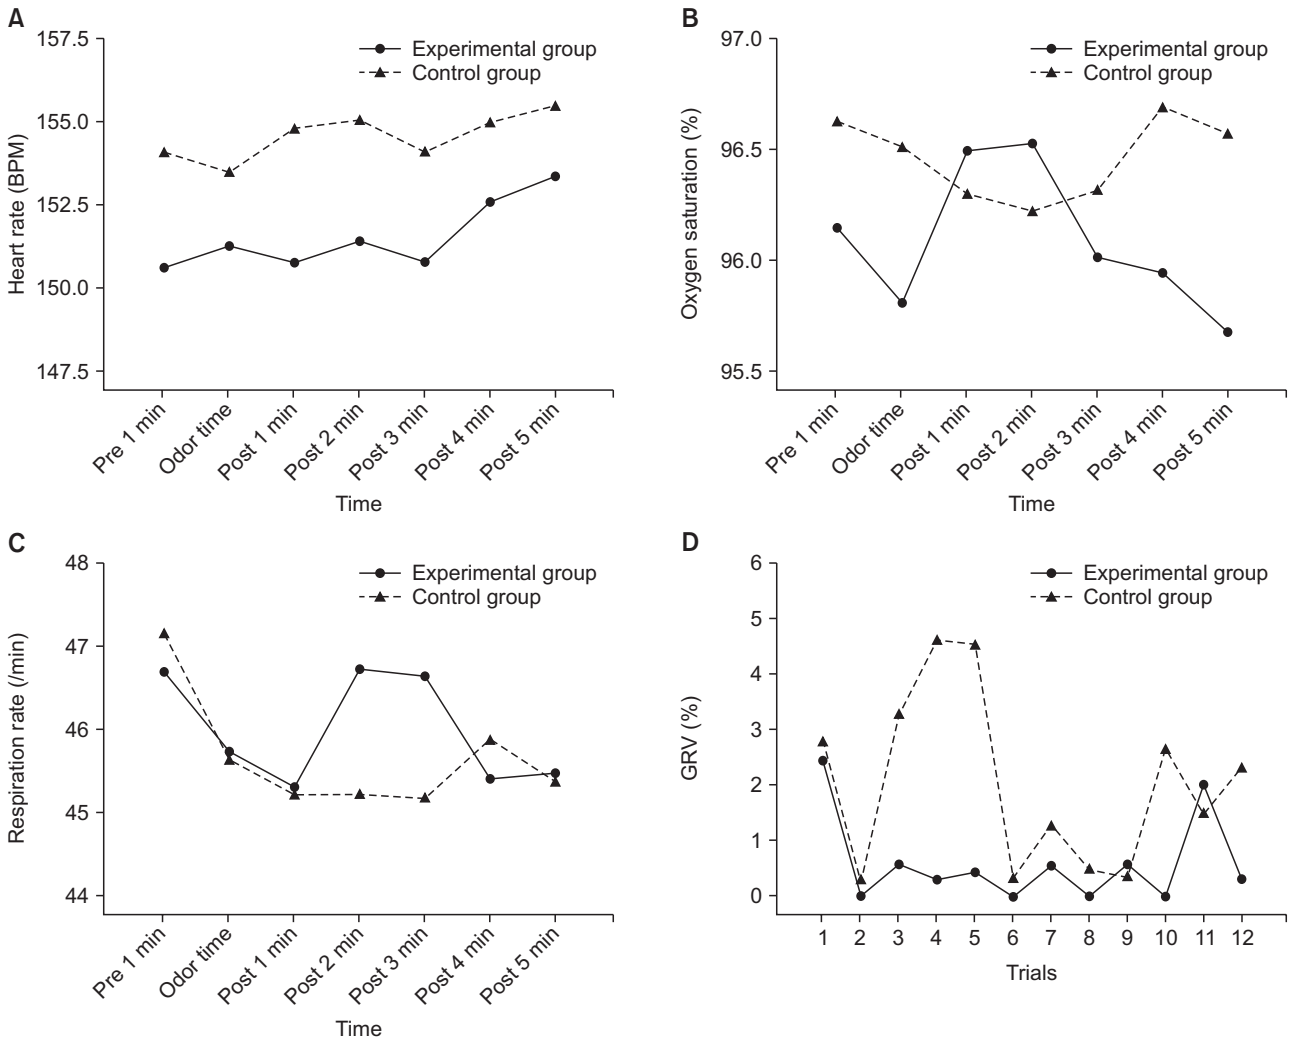 A
157.5
155.0
152.5
150.0
147.5
Heart rate (BPM)
Experimental group
Control group
Pre 1 min
Odor time
Post 1 min
Post 2 min
Post 3 min
Post 4 min
Post 5 min
Time
B
97.0
96.5
96.0
95.5
Oxygen saturation (%)
Experimental group
Control group
Pre 1 min
Odor time
Post 1 min
Post 2 min
Post 3 min
Post 4 min
Post 5 min
Time
C
48
47
46
45
44
Respiration rate (/min)
Experimental group
Control group
Pre 1 min
Odor time
Post 1 min
Post 2 min
Post 3 min
Post 4 min
Post 5 min
Time
D
6
5
4
3
2
1
0
GRV (%)
Experimental group
Control group
1 2 3 4 5 6 7 8 9 10 11 12
Trials